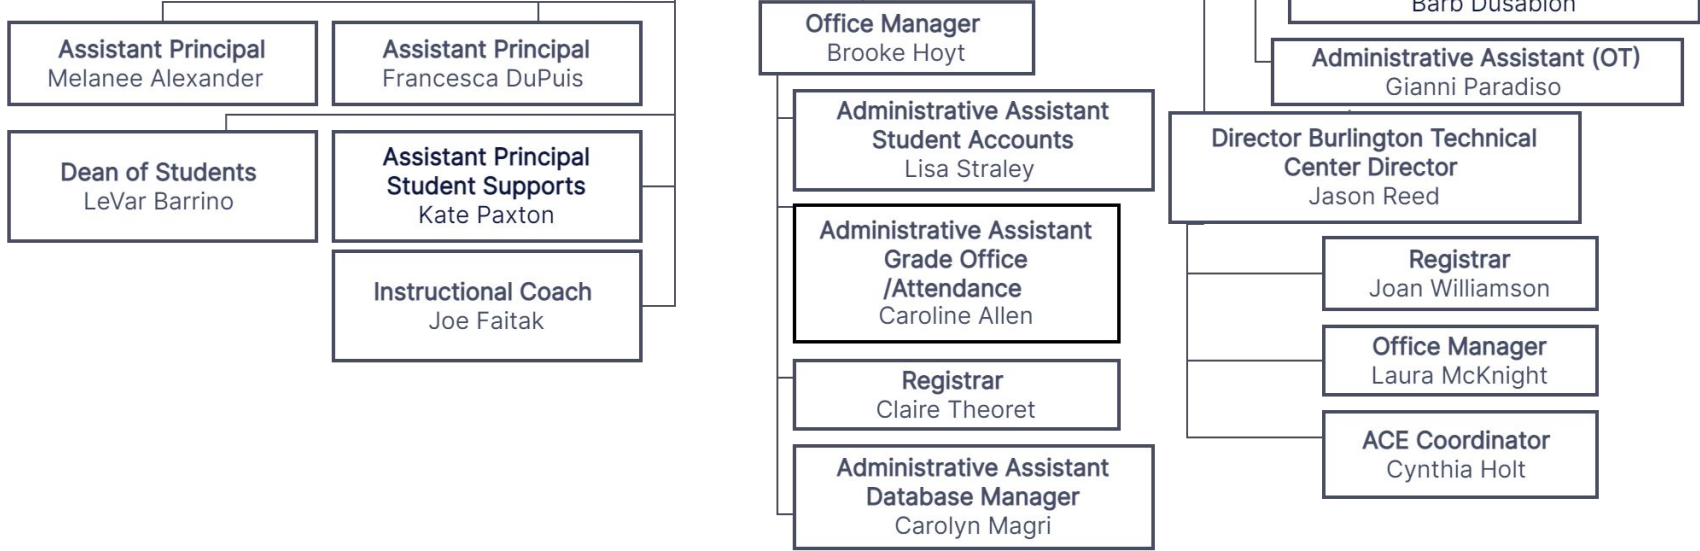 Assistant Principal
Melanee Alexander
Assistant Principal
Francesca DuPuis
Dean of Students
LeVar Barrino
Assistant Principal
Student Supports
Kate Paxton
Instructional Coach
Joe Faitak
Office Manager
Brooke Hoyt
Administrative Assistant
Student Accounts
Lisa Straley
Administrative Assistant
Grade Office
/Attendance
Caroline Allen
Registrar
Claire Theoret
Administrative Assistant
Database Manager
Carolyn Magri
Barb Dusablon
Administrative Assistant (OT)
Gianni Paradiso
Director Burlington Technical
Center Director
Jason Reed
Registrar
Joan Williamson
Office Manager
Laura McKnight
ACE Coordinator
Cynthia Holt